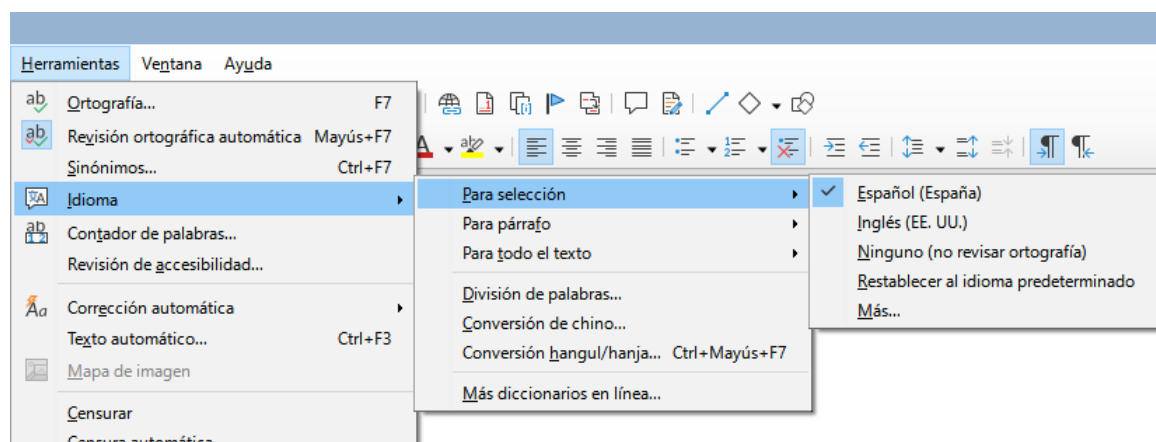 Herramientas Ventana Ayuda
Ortografía... F7
Revisión ortográfica automática Mayús+F7
Sinónimos... Ctrl+F7
Idioma
Contador de palabras...
Revisión de accesibilidad...
Corrección automática
Texto automático... Ctrl+F3
Mapa de imagen
Censurar
Censura automática
Para selección
Para párrafo
Para todo el texto
División de palabras...
Conversión de chino...
Conversión hangul/hanja... Ctrl+Mayús+F7
Más diccionarios en línea...
Español (España)
Inglés (EE. UU.)
Ninguno (no revisar ortografía)
Restablecer al idioma predeterminado
Más...